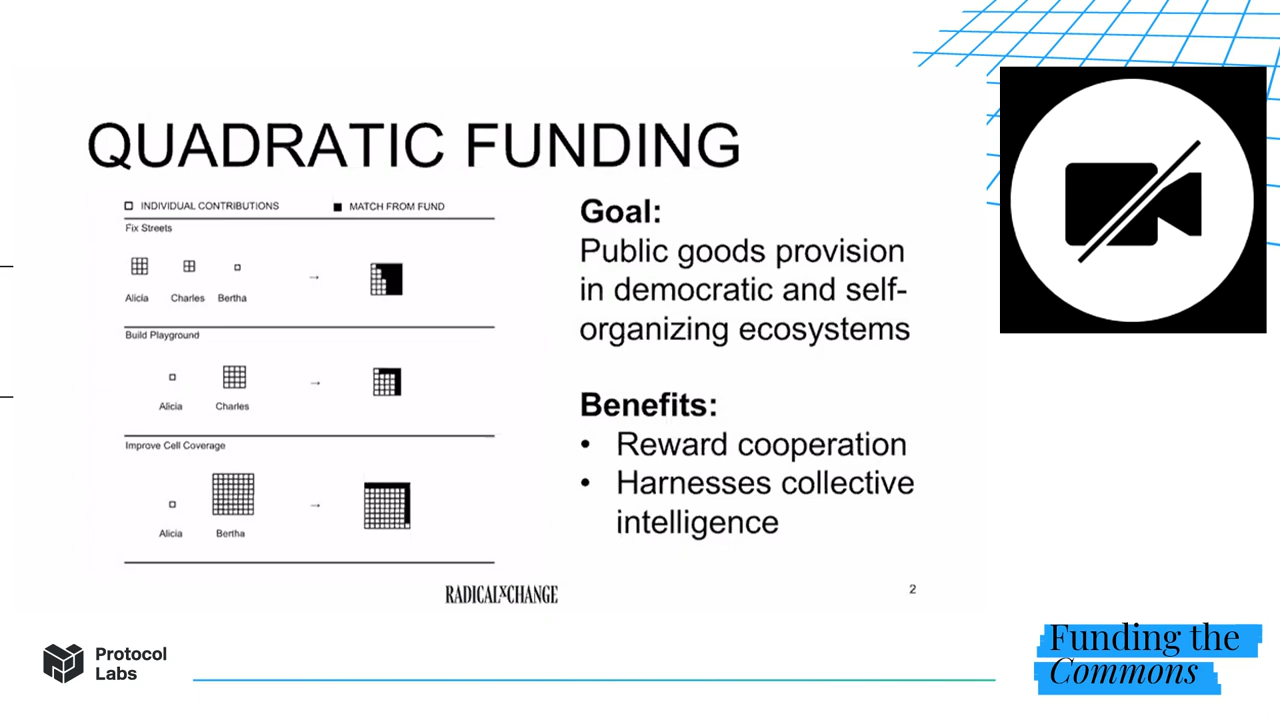 QUADRATIC FUNDING
INDIVIDUAL CONTRIBUTIONS
MATCH FROM FUND
Fix Streets
Alicia
Charles
Bertha
Build Playground
Alicia
Charles
Improve Cell Coverage
Alicia
Bertha
Goal:
Public goods provision
in democratic and self-
organizing ecosystems
Benefits:
• Reward cooperation
• Harnesses collective
intelligence
RADICALXCHANGE
2
Protocol
Labs
Funding the
Commons